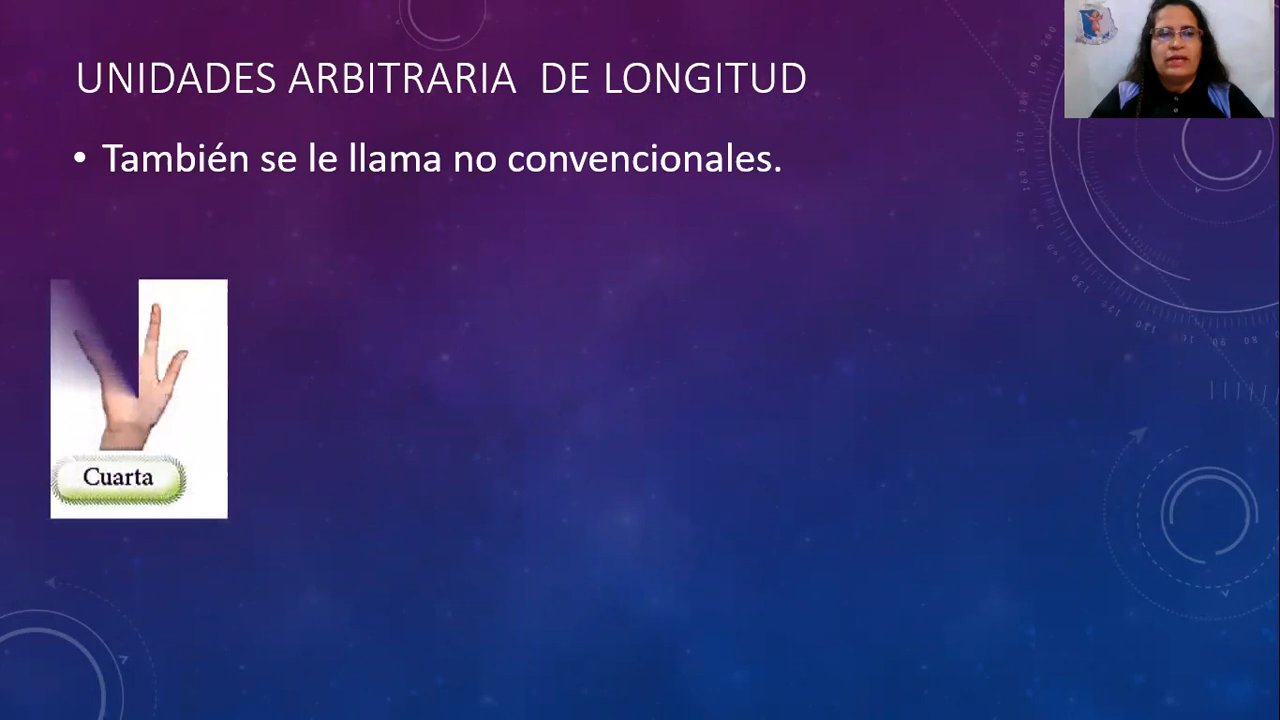 UNIDADES ARBITRARIA DE LONGITUD
• También se le llama no convencionales.
Cuarta